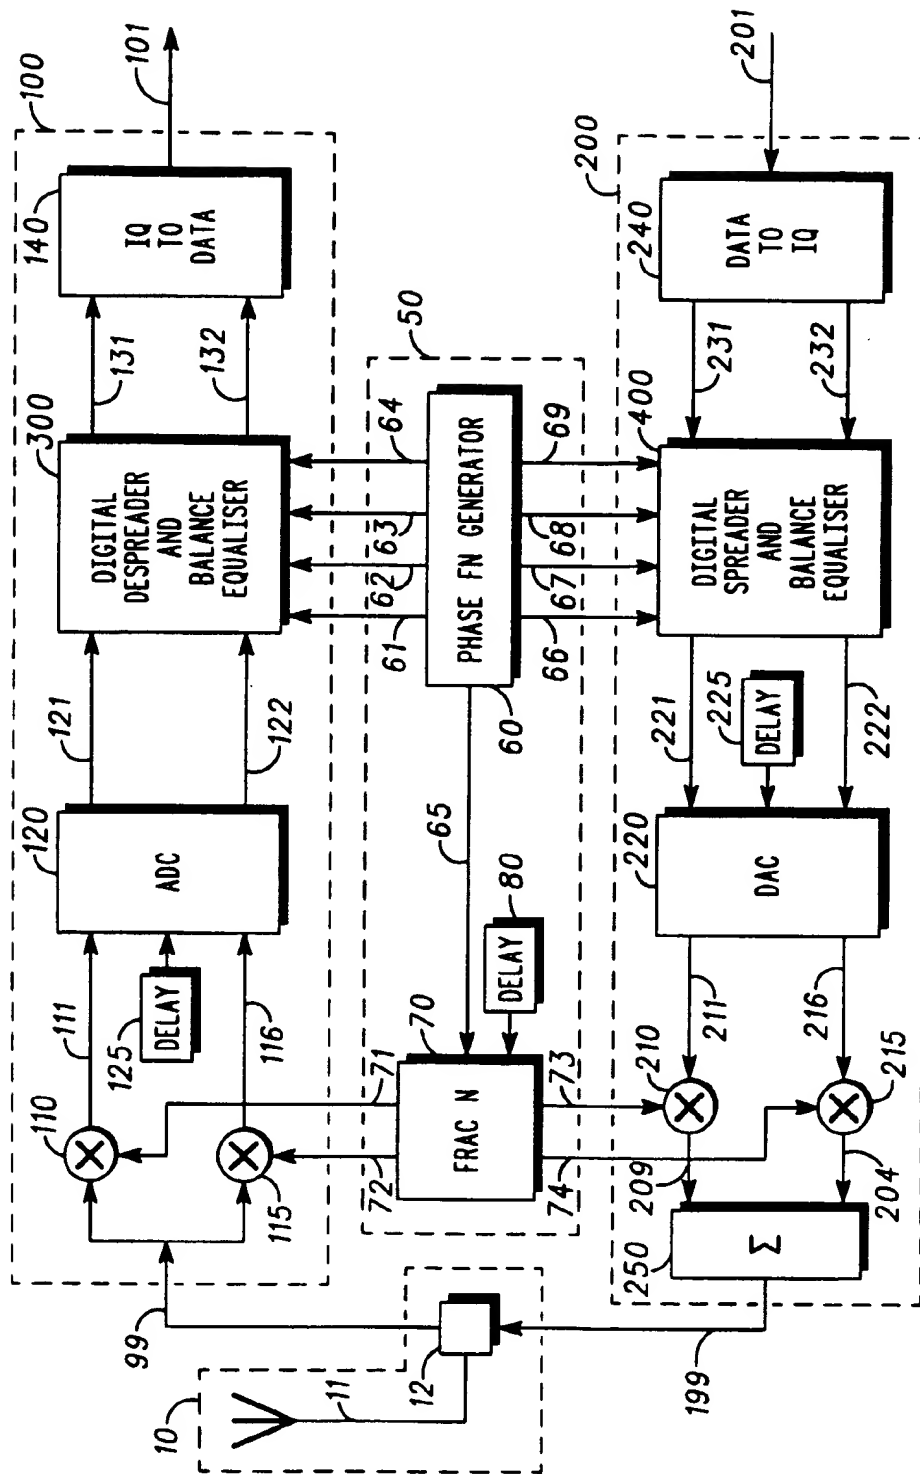 10
11
12
99
199
100
110
111
115
116
DELAY
125
ADC
120
121
122
DIGITAL
DESPREADER
AND
BALANCE
EQUALISER
300
131
132
IQ
TO
DATA
140
101
50
FRAC N
70
71
72
73
74
DELAY
80
65
PHASE FN GENERATOR
60
61
62
63
64
66
67
68
69
200
Σ
250
209
204
210
215
211
216
DAC
220
DELAY
225
221
222
DIGITAL
SPREADER
AND
BALANCE
EQUALISER
400
231
232
DATA
TO
IQ
240
201